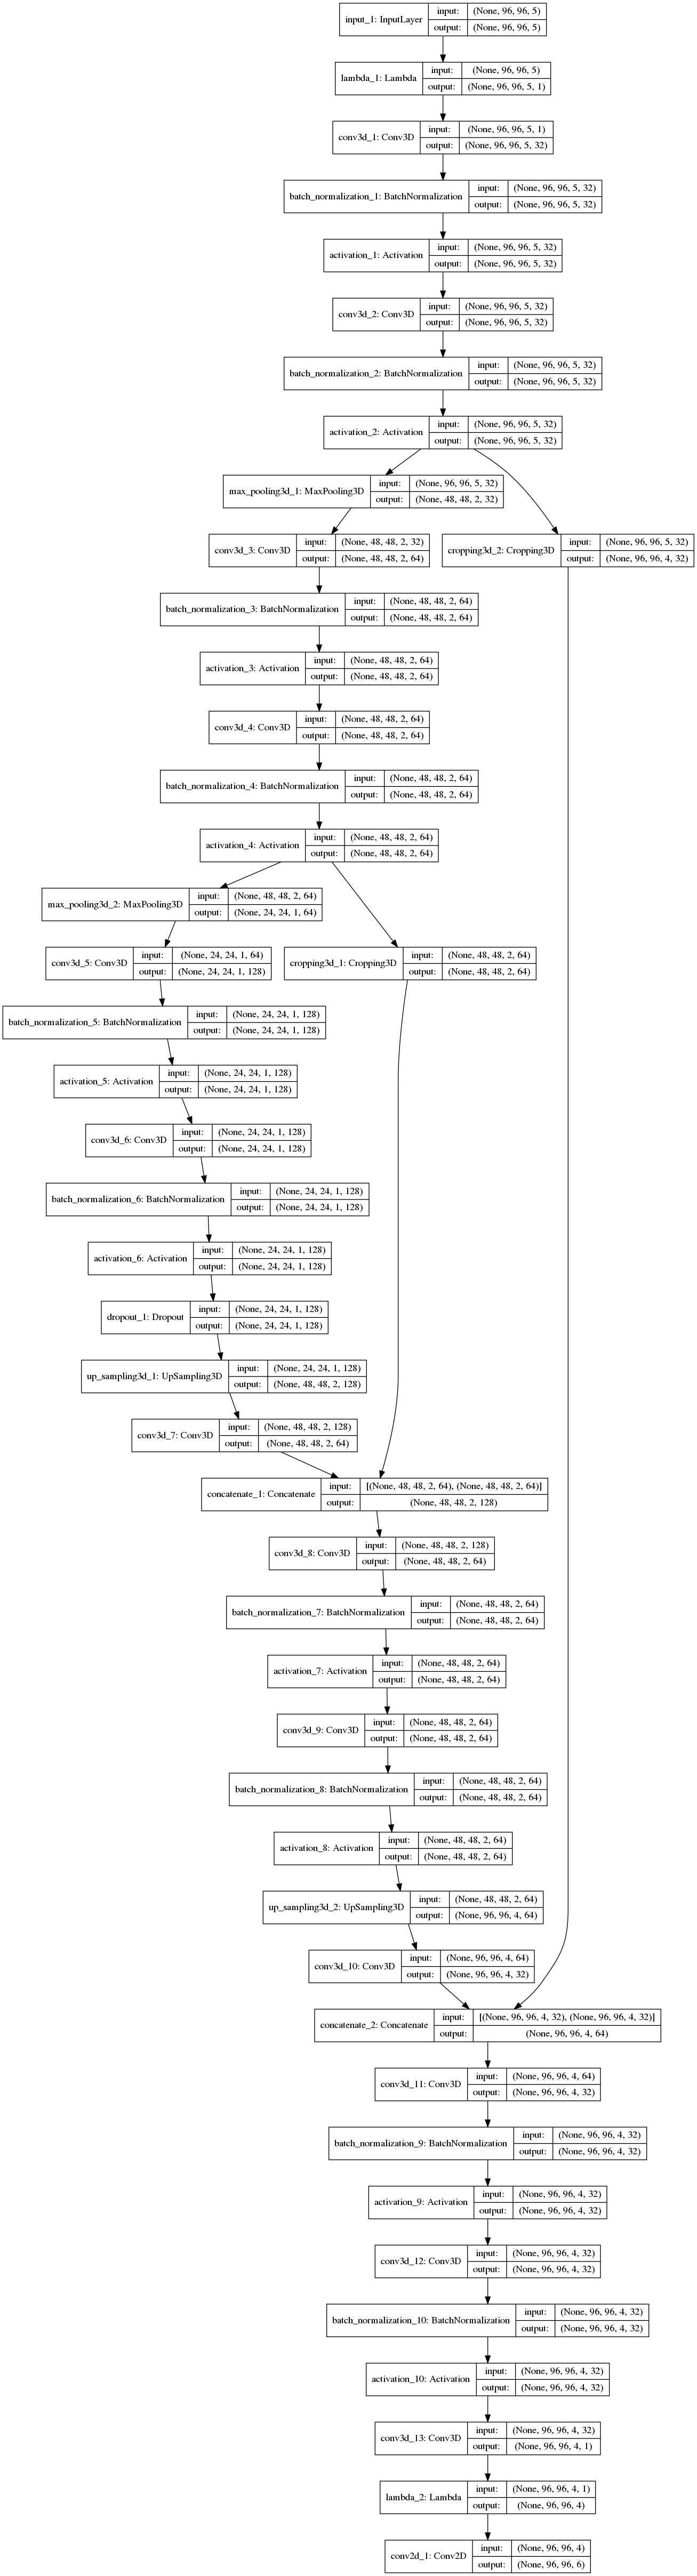 input_1: InputLayer
input: (None, 96, 96, 5)
output: (None, 96, 96, 5)
lambda_1: Lambda
input: (None, 96, 96, 5)
output: (None, 96, 96, 5, 1)
conv3d_1: Conv3D
input: (None, 96, 96, 5, 1)
output: (None, 96, 96, 5, 32)
batch_normalization_1: BatchNormalization
input: (None, 96, 96, 5, 32)
output: (None, 96, 96, 5, 32)
activation_1: Activation
input: (None, 96, 96, 5, 32)
output: (None, 96, 96, 5, 32)
conv3d_2: Conv3D
input: (None, 96, 96, 5, 32)
output: (None, 96, 96, 5, 32)
batch_normalization_2: BatchNormalization
input: (None, 96, 96, 5, 32)
output: (None, 96, 96, 5, 32)
activation_2: Activation
input: (None, 96, 96, 5, 32)
output: (None, 96, 96, 5, 32)
max_pooling3d_1: MaxPooling3D
input: (None, 96, 96, 5, 32)
output: (None, 48, 48, 2, 32)
conv3d_3: Conv3D
input: (None, 48, 48, 2, 32)
output: (None, 48, 48, 2, 64)
cropping3d_2: Cropping3D
input: (None, 96, 96, 5, 32)
output: (None, 96, 96, 4, 32)
batch_normalization_3: BatchNormalization
input: (None, 48, 48, 2, 64)
output: (None, 48, 48, 2, 64)
activation_3: Activation
input: (None, 48, 48, 2, 64)
output: (None, 48, 48, 2, 64)
conv3d_4: Conv3D
input: (None, 48, 48, 2, 64)
output: (None, 48, 48, 2, 64)
batch_normalization_4: BatchNormalization
input: (None, 48, 48, 2, 64)
output: (None, 48, 48, 2, 64)
activation_4: Activation
input: (None, 48, 48, 2, 64)
output: (None, 48, 48, 2, 64)
max_pooling3d_2: MaxPooling3D
input: (None, 48, 48, 2, 64)
output: (None, 24, 24, 1, 64)
conv3d_5: Conv3D
input: (None, 24, 24, 1, 64)
output: (None, 24, 24, 1, 128)
cropping3d_1: Cropping3D
input: (None, 48, 48, 2, 64)
output: (None, 48, 48, 2, 64)
batch_normalization_5: BatchNormalization
input: (None, 24, 24, 1, 128)
output: (None, 24, 24, 1, 128)
activation_5: Activation
input: (None, 24, 24, 1, 128)
output: (None, 24, 24, 1, 128)
conv3d_6: Conv3D
input: (None, 24, 24, 1, 128)
output: (None, 24, 24, 1, 128)
batch_normalization_6: BatchNormalization
input: (None, 24, 24, 1, 128)
output: (None, 24, 24, 1, 128)
activation_6: Activation
input: (None, 24, 24, 1, 128)
output: (None, 24, 24, 1, 128)
dropout_1: Dropout
input: (None, 24, 24, 1, 128)
output: (None, 24, 24, 1, 128)
up_sampling3d_1: UpSampling3D
input: (None, 24, 24, 1, 128)
output: (None, 48, 48, 2, 128)
conv3d_7: Conv3D
input: (None, 48, 48, 2, 128)
output: (None, 48, 48, 2, 64)
concatenate_1: Concatenate
input: [(None, 48, 48, 2, 64), (None, 48, 48, 2, 64)]
output: (None, 48, 48, 2, 128)
conv3d_8: Conv3D
input: (None, 48, 48, 2, 128)
output: (None, 48, 48, 2, 64)
batch_normalization_7: BatchNormalization
input: (None, 48, 48, 2, 64)
output: (None, 48, 48, 2, 64)
activation_7: Activation
input: (None, 48, 48, 2, 64)
output: (None, 48, 48, 2, 64)
conv3d_9: Conv3D
input: (None, 48, 48, 2, 64)
output: (None, 48, 48, 2, 64)
batch_normalization_8: BatchNormalization
input: (None, 48, 48, 2, 64)
output: (None, 48, 48, 2, 64)
activation_8: Activation
input: (None, 48, 48, 2, 64)
output: (None, 48, 48, 2, 64)
up_sampling3d_2: UpSampling3D
input: (None, 48, 48, 2, 64)
output: (None, 96, 96, 4, 64)
conv3d_10: Conv3D
input: (None, 96, 96, 4, 64)
output: (None, 96, 96, 4, 32)
concatenate_2: Concatenate
input: [(None, 96, 96, 4, 32), (None, 96, 96, 4, 32)]
output: (None, 96, 96, 4, 64)
conv3d_11: Conv3D
input: (None, 96, 96, 4, 64)
output: (None, 96, 96, 4, 32)
batch_normalization_9: BatchNormalization
input: (None, 96, 96, 4, 32)
output: (None, 96, 96, 4, 32)
activation_9: Activation
input: (None, 96, 96, 4, 32)
output: (None, 96, 96, 4, 32)
conv3d_12: Conv3D
input: (None, 96, 96, 4, 32)
output: (None, 96, 96, 4, 32)
batch_normalization_10: BatchNormalization
input: (None, 96, 96, 4, 32)
output: (None, 96, 96, 4, 32)
activation_10: Activation
input: (None, 96, 96, 4, 32)
output: (None, 96, 96, 4, 32)
conv3d_13: Conv3D
input: (None, 96, 96, 4, 32)
output: (None, 96, 96, 4, 1)
lambda_2: Lambda
input: (None, 96, 96, 4, 1)
output: (None, 96, 96, 4)
conv2d_1: Conv2D
input: (None, 96, 96, 4)
output: (None, 96, 96, 6)